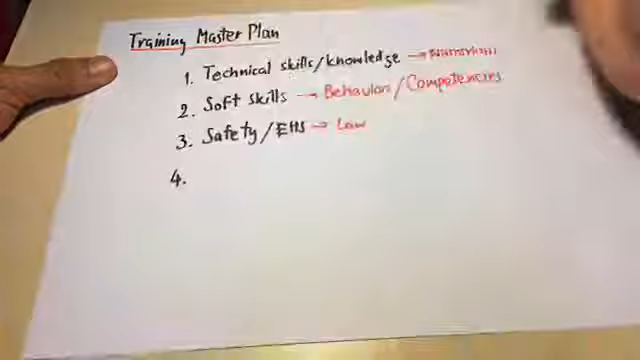 Training Master Plan
1. Technical skills/knowledge →
2. Soft skills → Behaviors/Competencies
3. Safety/EHS → Law
4.